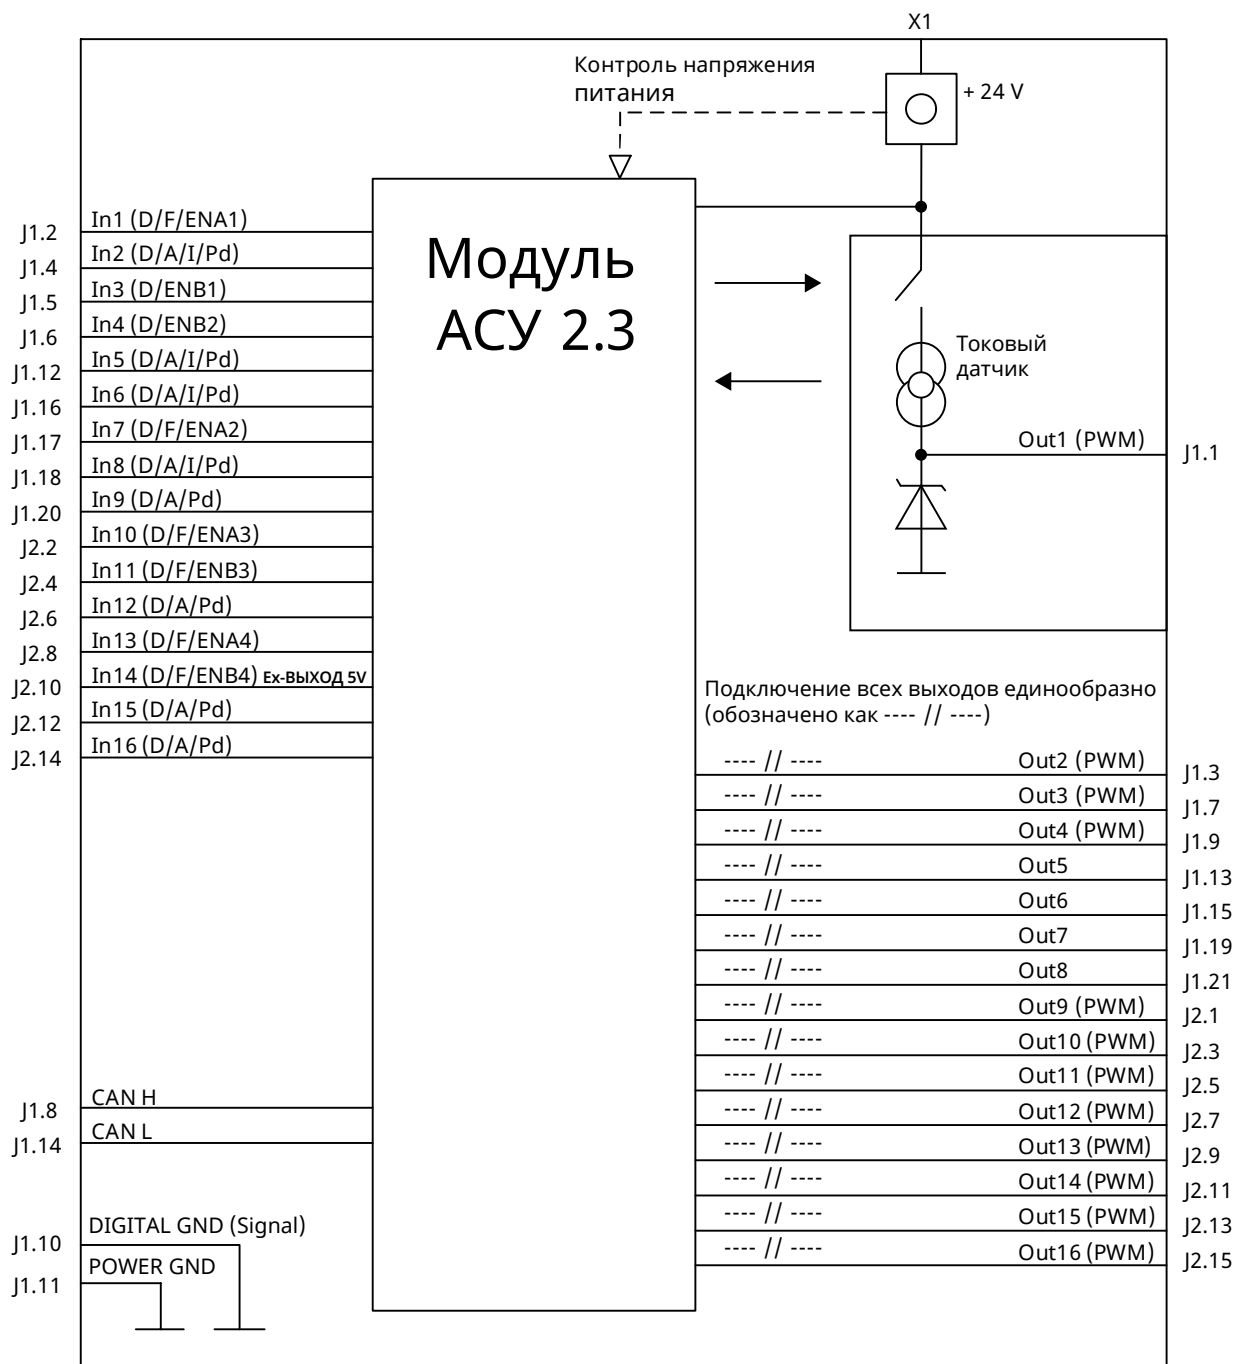 X1
Контроль напряжения
питания
+ 24 V
Модуль
АСУ 2.3
J1.2 In1 (D/F/ENA1)
J1.4 In2 (D/A/I/Pd)
J1.5 In3 (D/ENB1)
J1.6 In4 (D/ENB2)
J1.12 In5 (D/A/I/Pd)
J1.16 In6 (D/A/I/Pd)
J1.17 In7 (D/F/ENA2)
J1.18 In8 (D/A/I/Pd)
J1.20 In9 (D/A/Pd)
J2.2 In10 (D/F/ENA3)
J2.4 In11 (D/F/ENB3)
J2.6 In12 (D/A/Pd)
J2.8 In13 (D/F/ENA4)
J2.10 In14 (D/F/ENB4) Ex-ВЫХОД 5V
J2.12 In15 (D/A/Pd)
J2.14 In16 (D/A/Pd)
J1.8 CAN H
J1.14 CAN L
J1.10 DIGITAL GND (Signal)
J1.11 POWER GND
Токовый
датчик
Out1 (PWM) J1.1
Подключение всех выходов единообразно
(обозначено как ---- // ----)
---- // ---- Out2 (PWM) J1.3
---- // ---- Out3 (PWM) J1.7
---- // ---- Out4 (PWM) J1.9
---- // ---- Out5 J1.13
---- // ---- Out6 J1.15
---- // ---- Out7 J1.19
---- // ---- Out8 J1.21
---- // ---- Out9 (PWM) J2.1
---- // ---- Out10 (PWM) J2.3
---- // ---- Out11 (PWM) J2.5
---- // ---- Out12 (PWM) J2.7
---- // ---- Out13 (PWM) J2.9
---- // ---- Out14 (PWM) J2.11
---- // ---- Out15 (PWM) J2.13
---- // ---- Out16 (PWM) J2.15